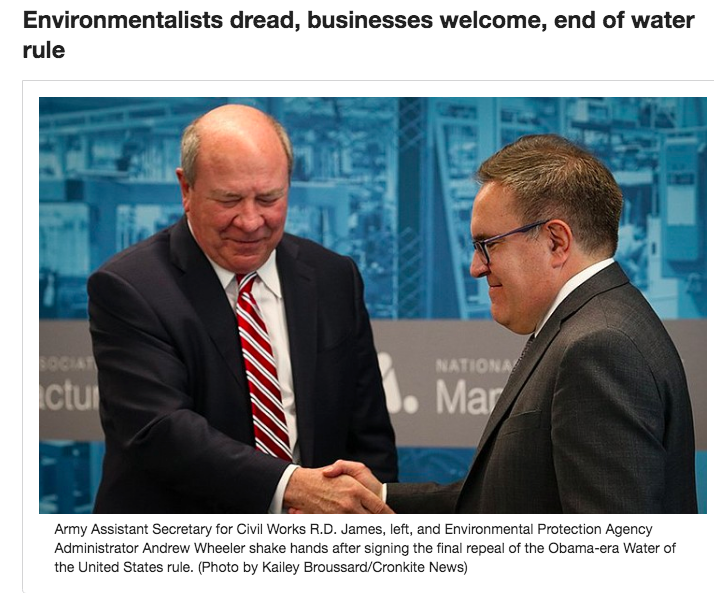 Environmentalists dread, businesses welcome, end of water
rule
SOCIAT
actur
NATIONA
Mar
Army Assistant Secretary for Civil Works R.D. James, left, and Environmental Protection Agency
Administrator Andrew Wheeler shake hands after signing the final repeal of the Obama-era Water of
the United States rule. (Photo by Kailey Broussard/Cronkite News)